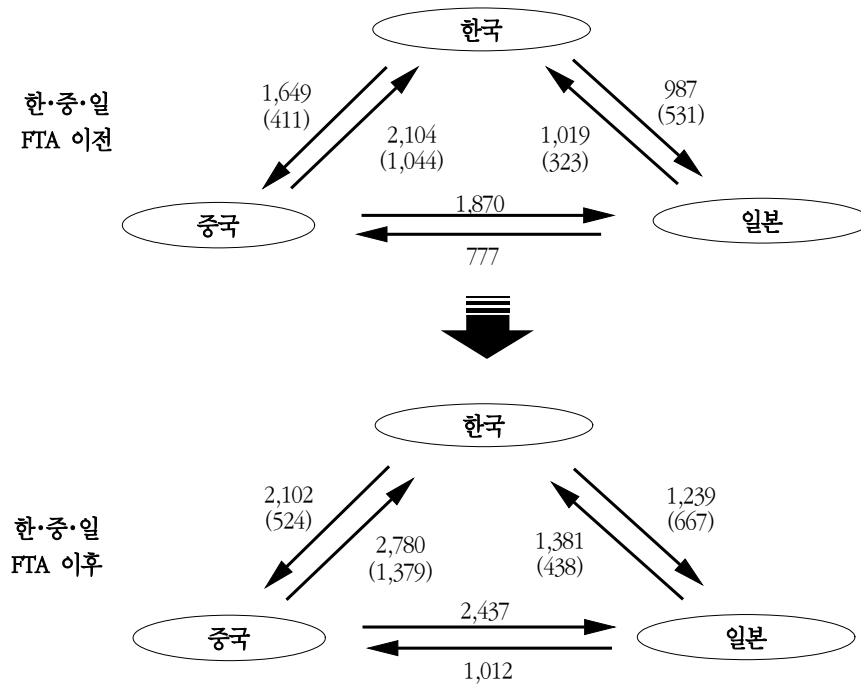 한국
한·중·일
FTA 이전
1,649
(411)
2,104
(1,044)
1,019
(323)
987
(531)
중국
1,870
777
일본
한국
한·중·일
FTA 이후
2,102
(524)
2,780
(1,379)
1,381
(438)
1,239
(667)
중국
2,437
1,012
일본